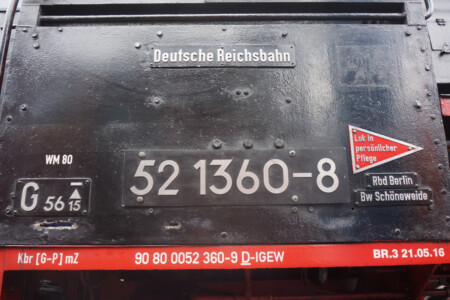 Deutsche Reichsbahn
WM 80
52 1360-8
Lok in
persönlicher
Pflege
G 56 15
Rbd Berlin
Bw Schöneweide
Kbr [G-P] mZ
90 80 0052 360-9 D-IGEW
BR.3 21.05.16